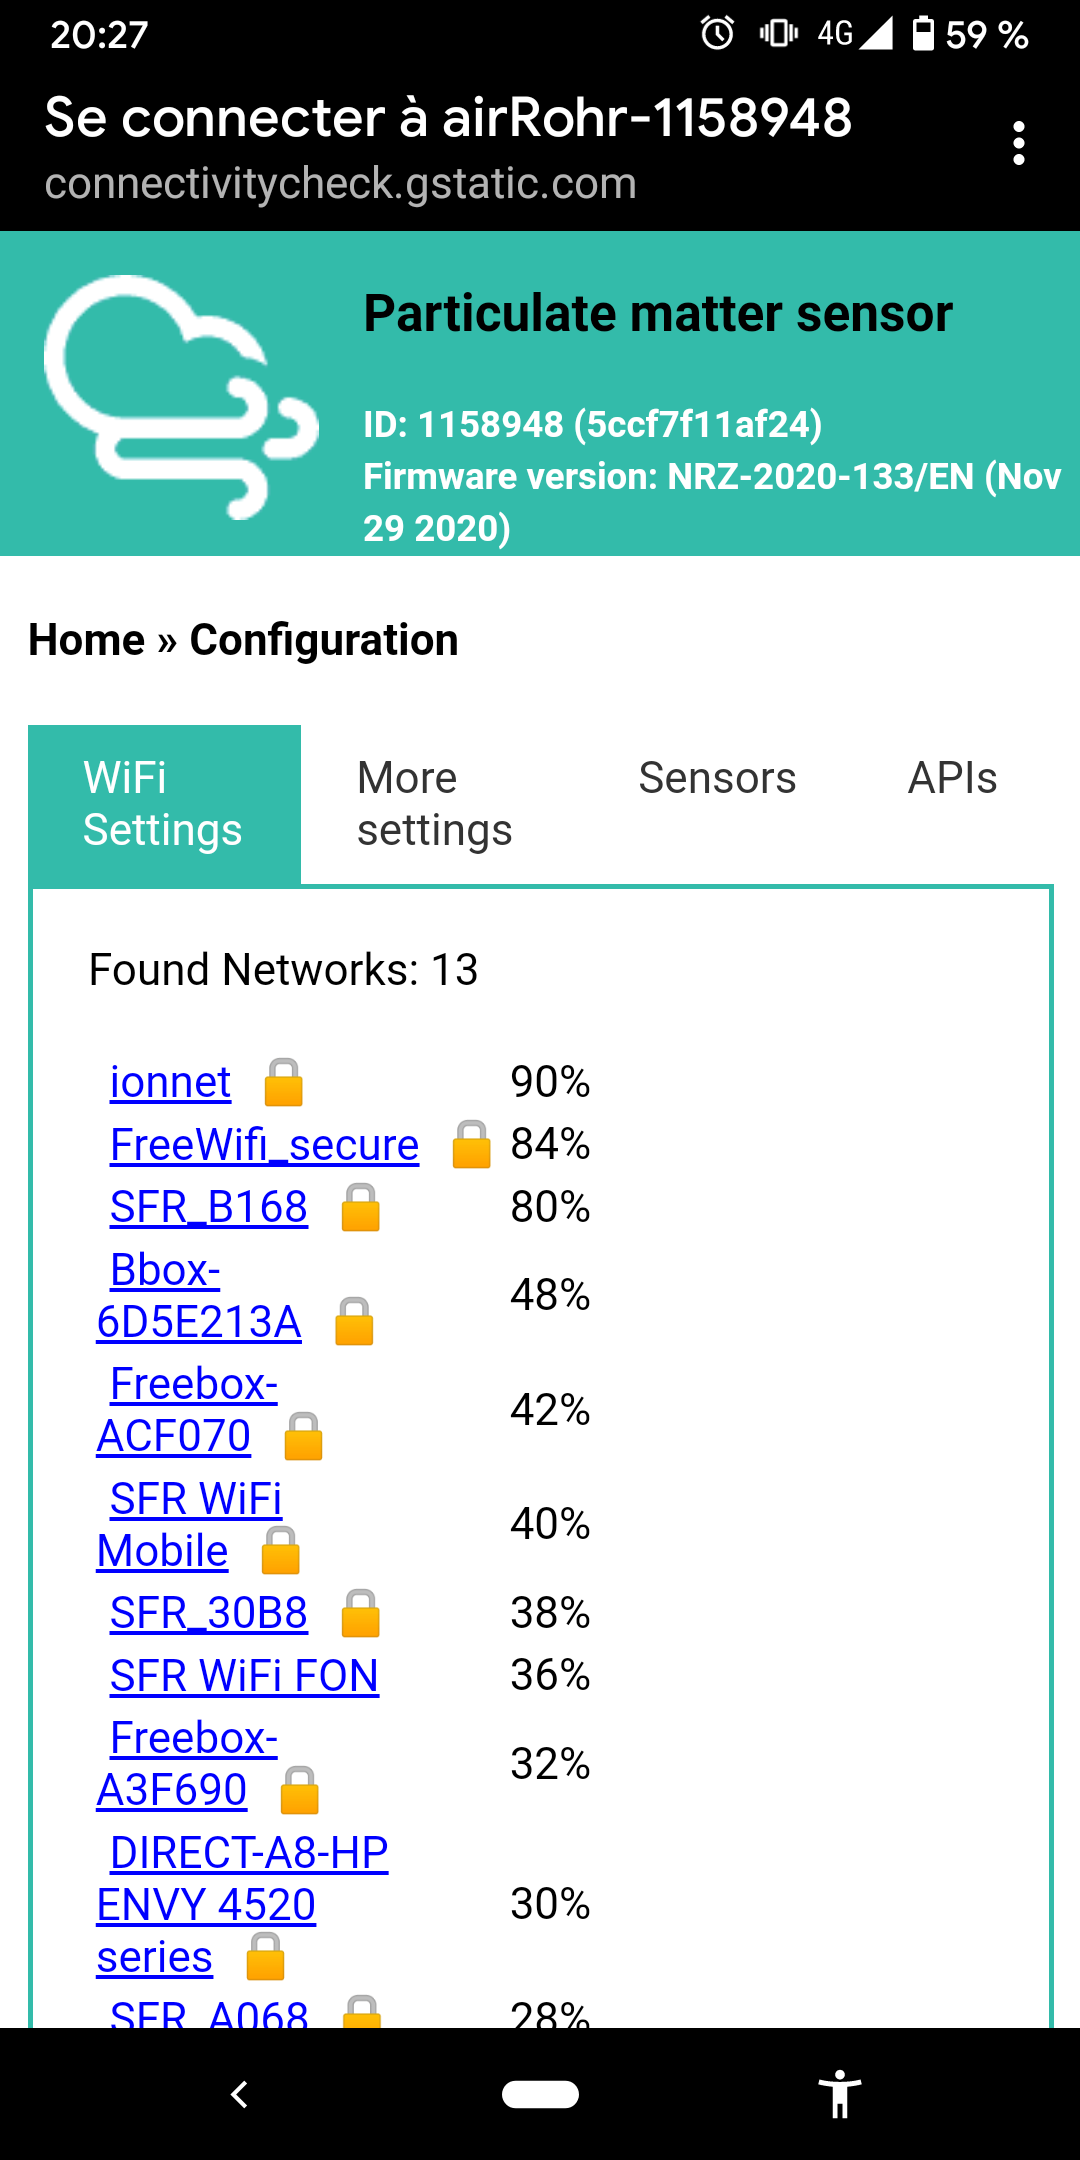 20:27
4G
59 %
Se connecter à airRohr-1158948
connectivitycheck.gstatic.com
Particulate matter sensor
ID: 1158948 (5ccf7f11af24)
Firmware version: NRZ-2020-133/EN (Nov
29 2020)
Home » Configuration
WiFi
Settings
More
settings
Sensors
APIs
Found Networks: 13
ionnet 90%
FreeWifi_secure 84%
SFR_B168 80%
Bbox-
6D5E213A
48%
Freebox-
ACF070
42%
SFR WiFi
Mobile
40%
SFR_30B8 38%
SFR WiFi FON 36%
Freebox-
A3F690
32%
DIRECT-A8-HP
ENVY 4520
series
30%
SFR_A068 28%